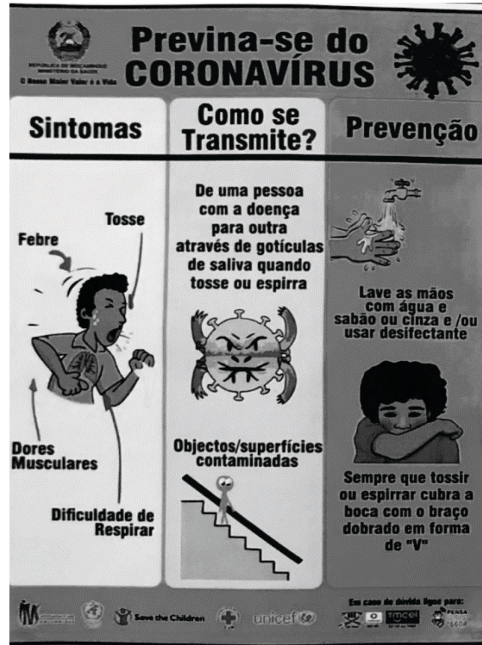 Previna-se do
CORONAVÍRUS
REPÚBLICA DE MOÇAMBIQUE
MINISTÉRIO DA SAÚDE
O Nosso Maior Valor é a Vida
Sintomas
Tosse
Febre
Dores
Musculares
Dificuldade de
Respirar
Como se
Transmite?
De uma pessoa
com a doença
para outra
através de gotículas
de saliva quando
tosse ou espirra
Objectos/superfícies
contaminadas
Prevenção
Lave as mãos
com água e
sabão ou cinza e /ou
usar desifectante
Sempre que tossir
ou espirrar cubra a
boca com o braço
dobrado em forma
de "V"
Save the Children
unicef
Em caso de dúvida ligue para:
tmcel
PENSA